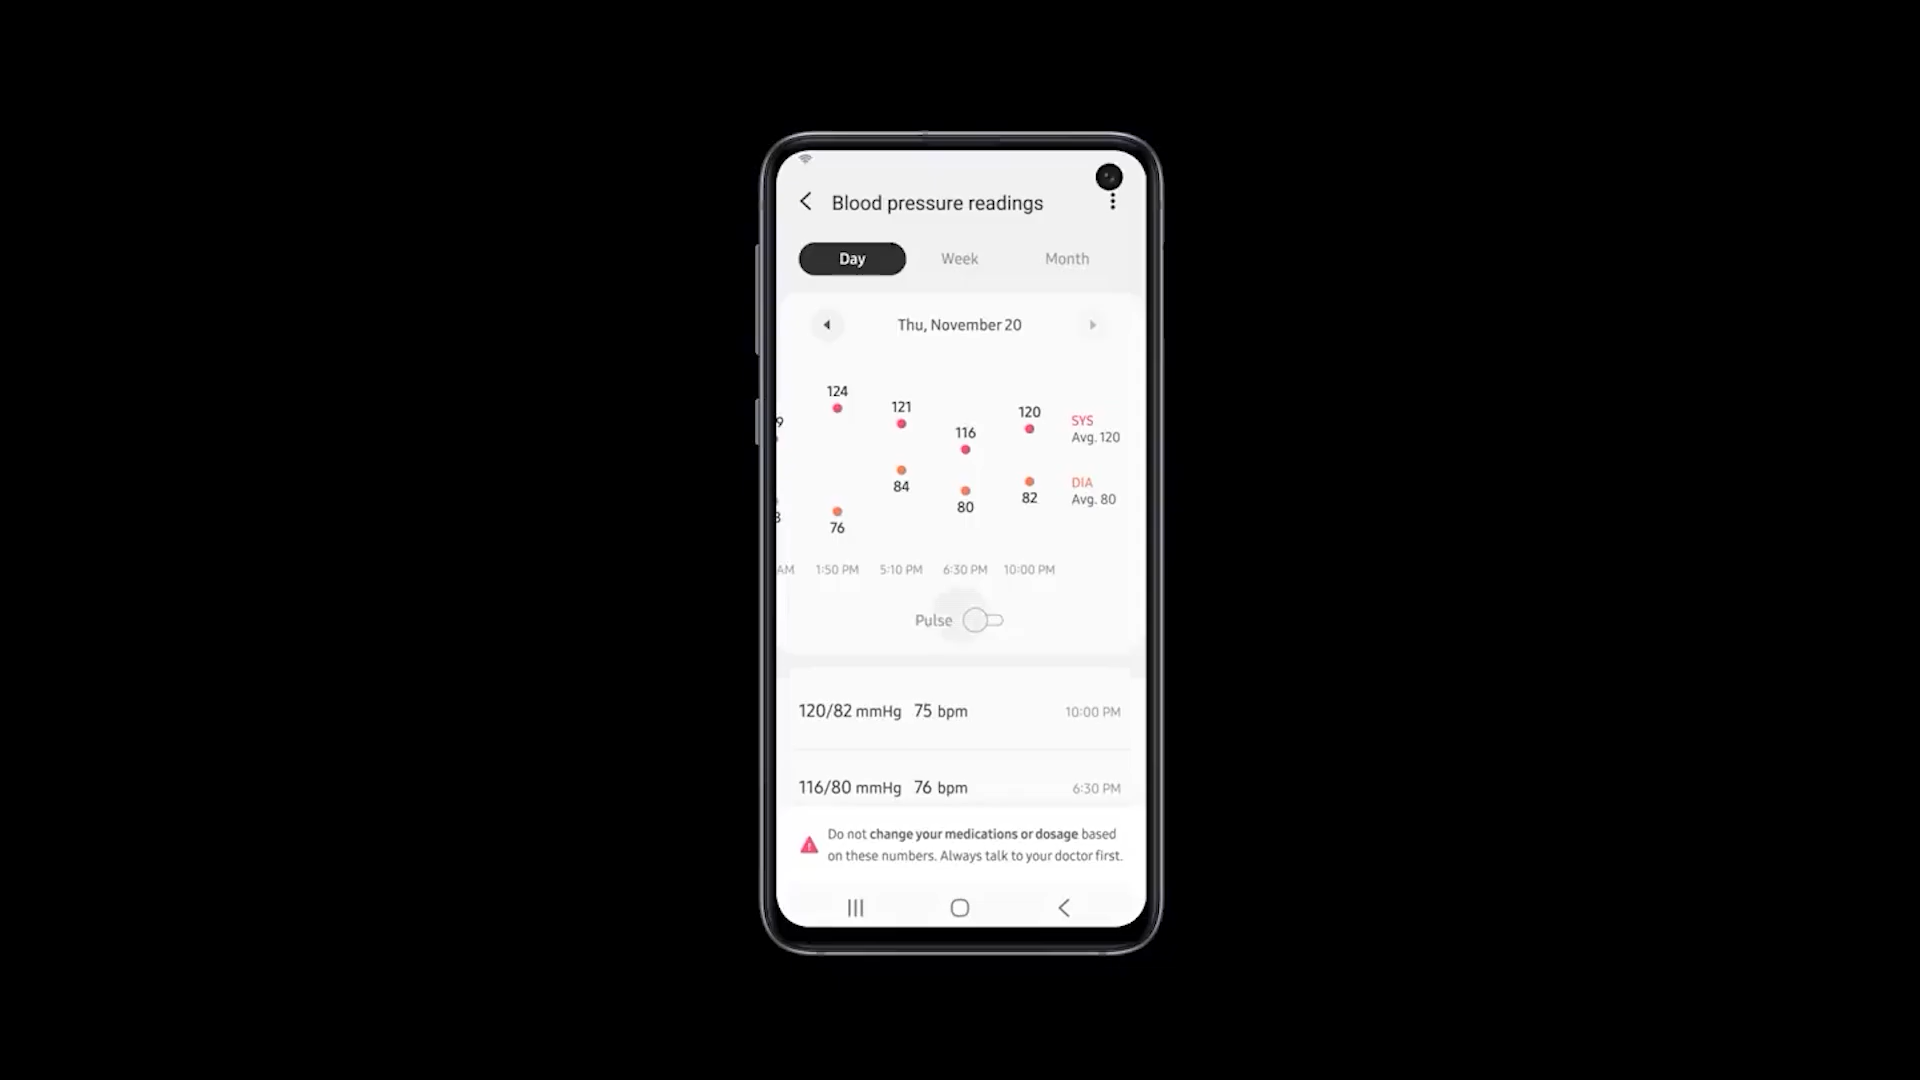 Blood pressure readings
Day Week Month
Thu, November 20
124
121
116
120
SYS
Avg. 120
84
80
82
76
DIA
Avg. 80
AM 1:50 PM 5:10 PM 6:30 PM 10:00 PM
Pulse
120/82 mmHg 75 bpm 10:00 PM
116/80 mmHg 76 bpm 6:30 PM
Do not change your medications or dosage based
on these numbers. Always talk to your doctor first.